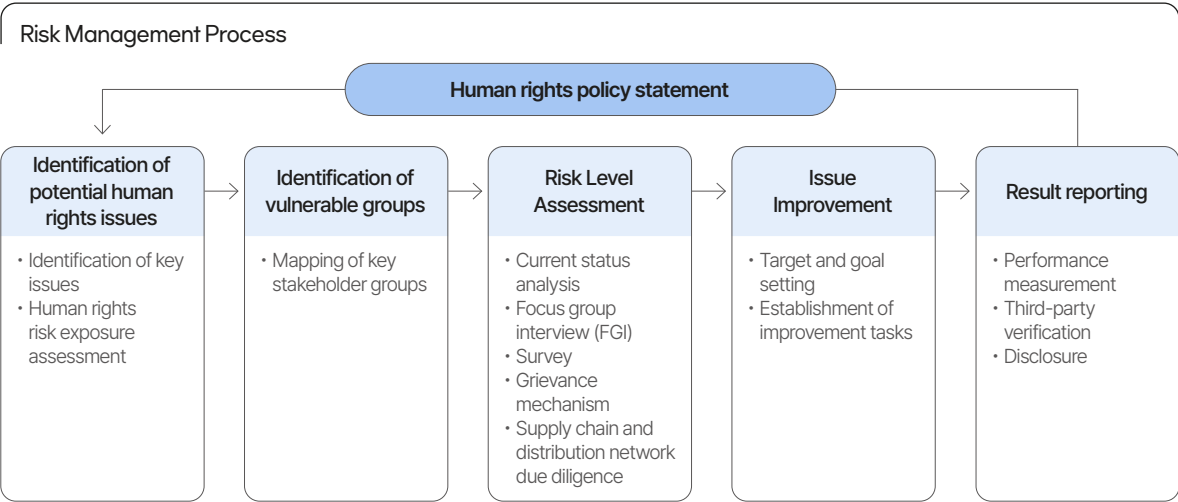 Risk Management Process
Human rights policy statement
Identification of
potential human
rights issues
• Identification of key
issues
• Human rights
risk exposure
assessment
Identification of
vulnerable groups
• Mapping of key
stakeholder groups
Risk Level
Assessment
• Current status
analysis
• Focus group
interview (FGI)
• Survey
• Grievance
mechanism
• Supply chain and
distribution network
due diligence
Issue
Improvement
• Target and goal
setting
• Establishment of
improvement tasks
Result reporting
• Performance
measurement
• Third-party
verification
• Disclosure